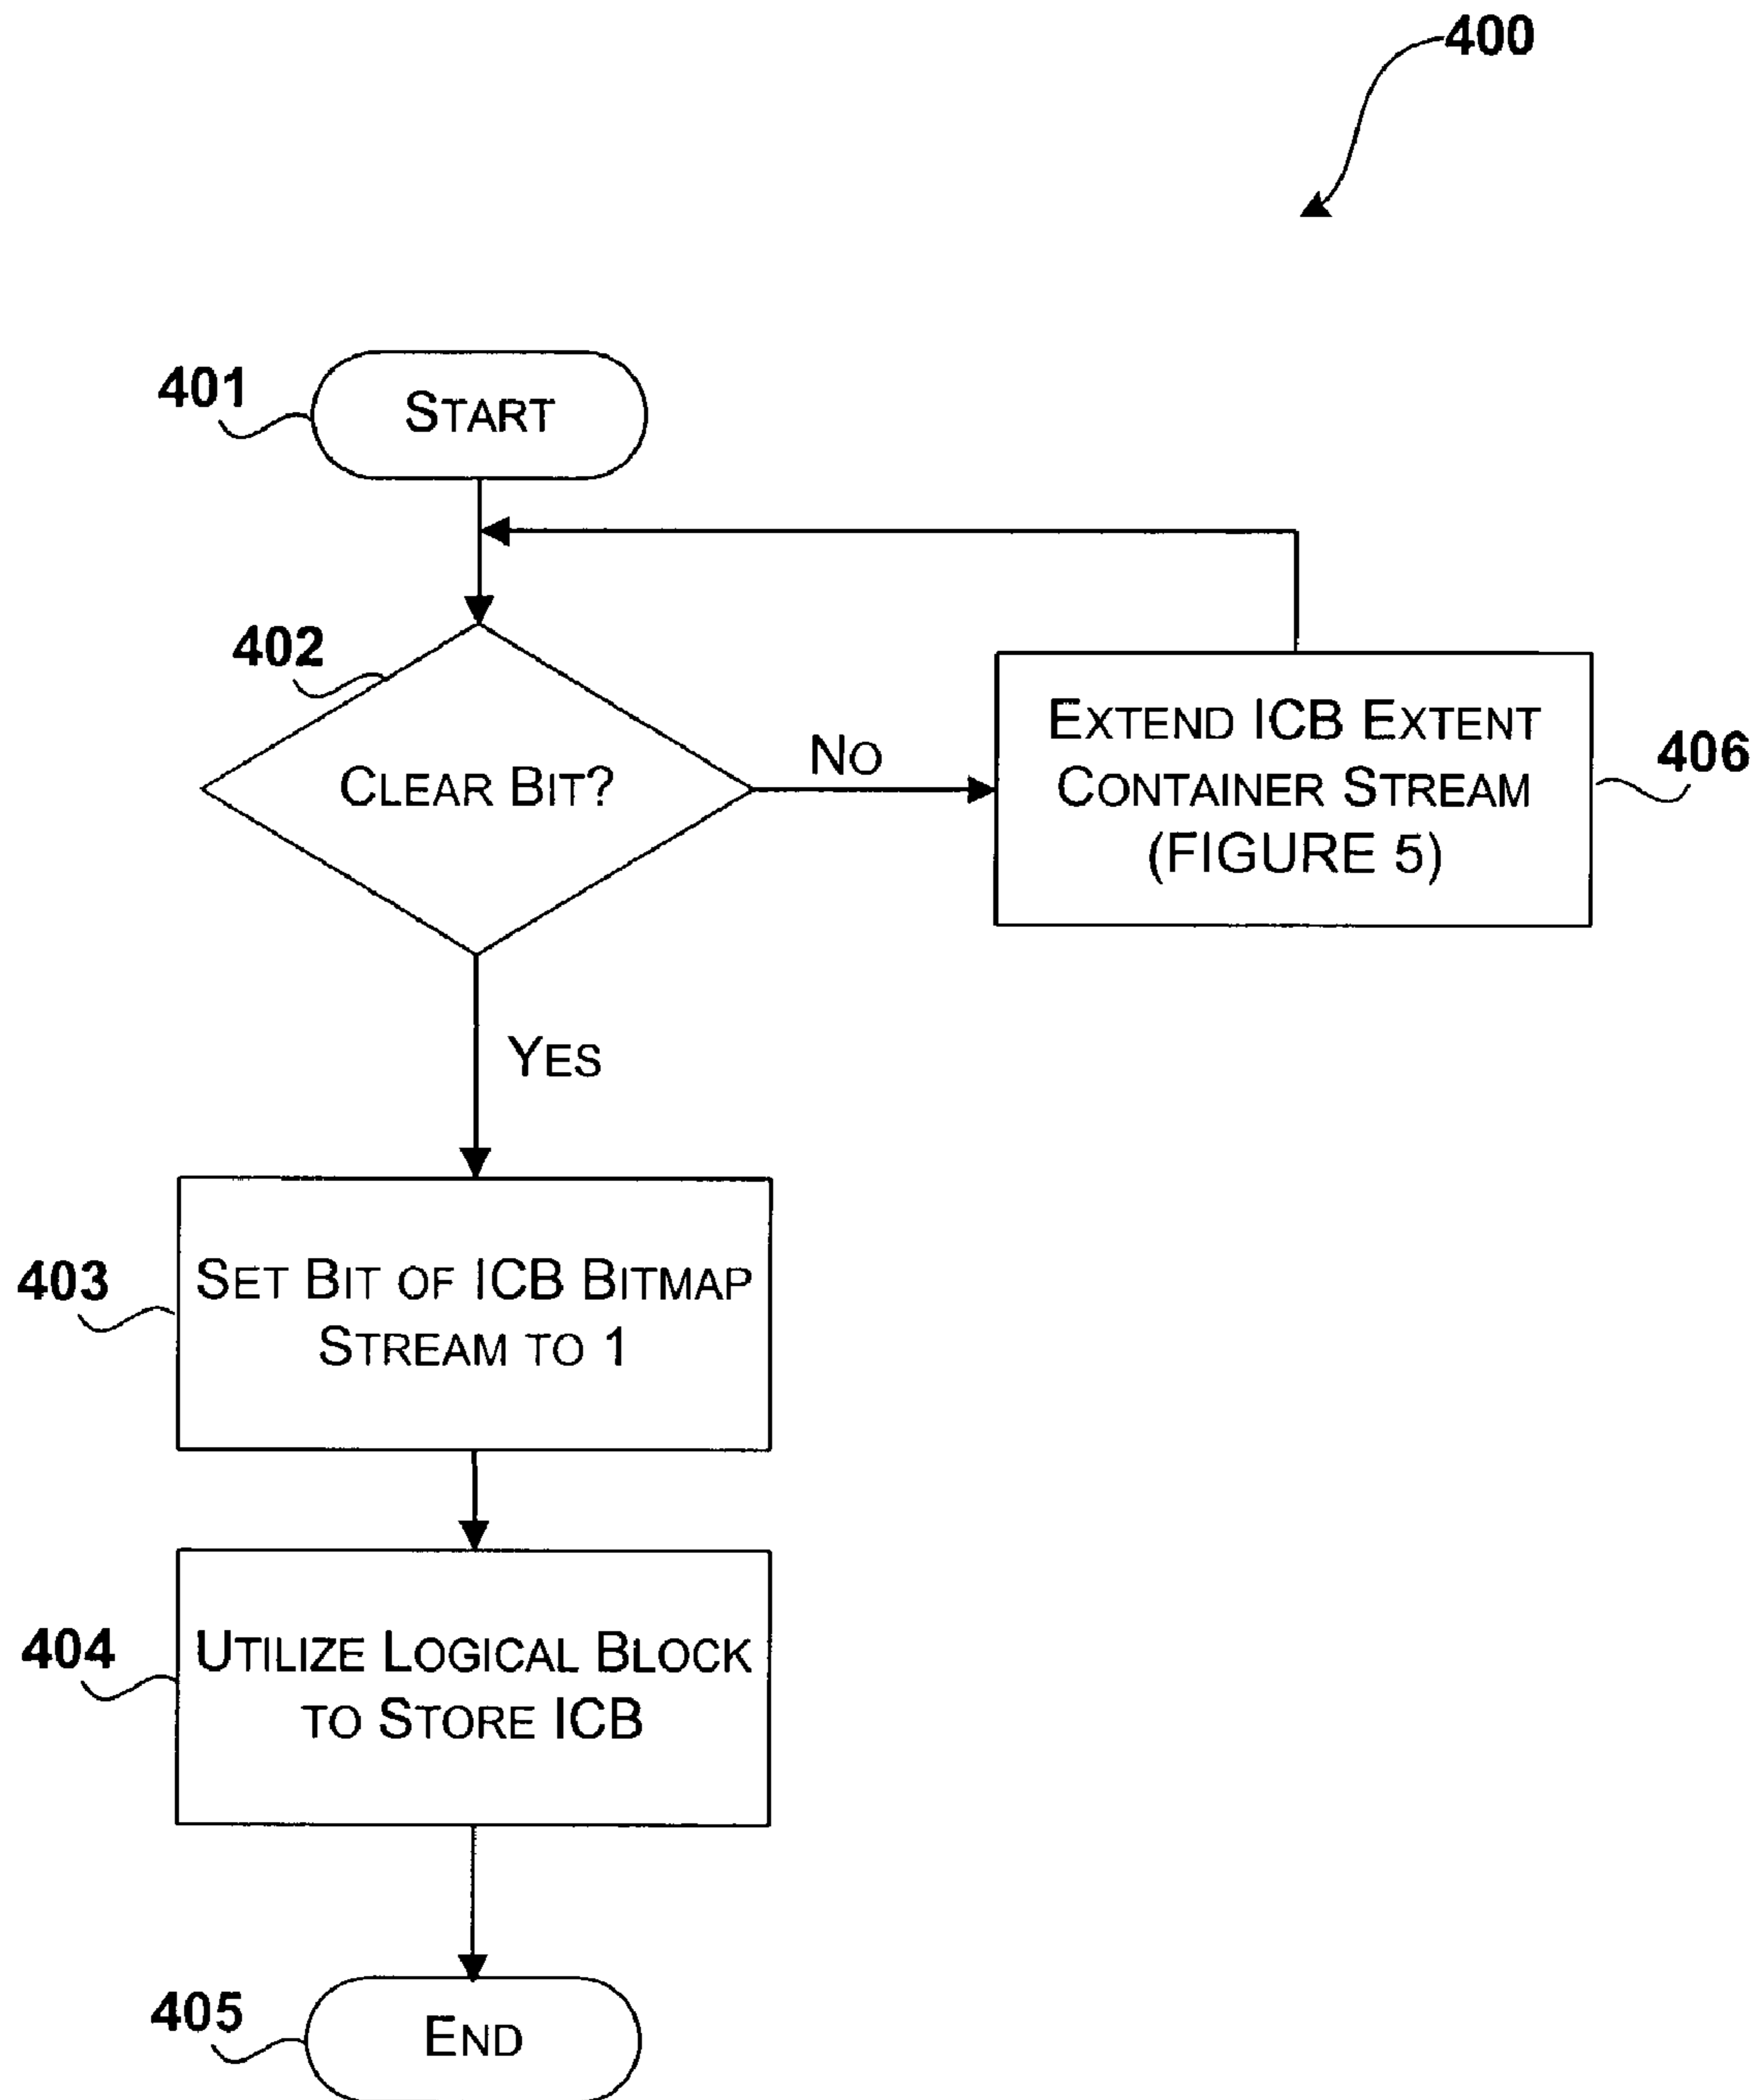 400
401
START
402
CLEAR BIT?
NO
EXTEND ICB EXTENT
CONTAINER STREAM
(FIGURE 5)
406
YES
403
SET BIT OF ICB BITMAP
STREAM TO 1
404
UTILIZE LOGICAL BLOCK
TO STORE ICB
405
END